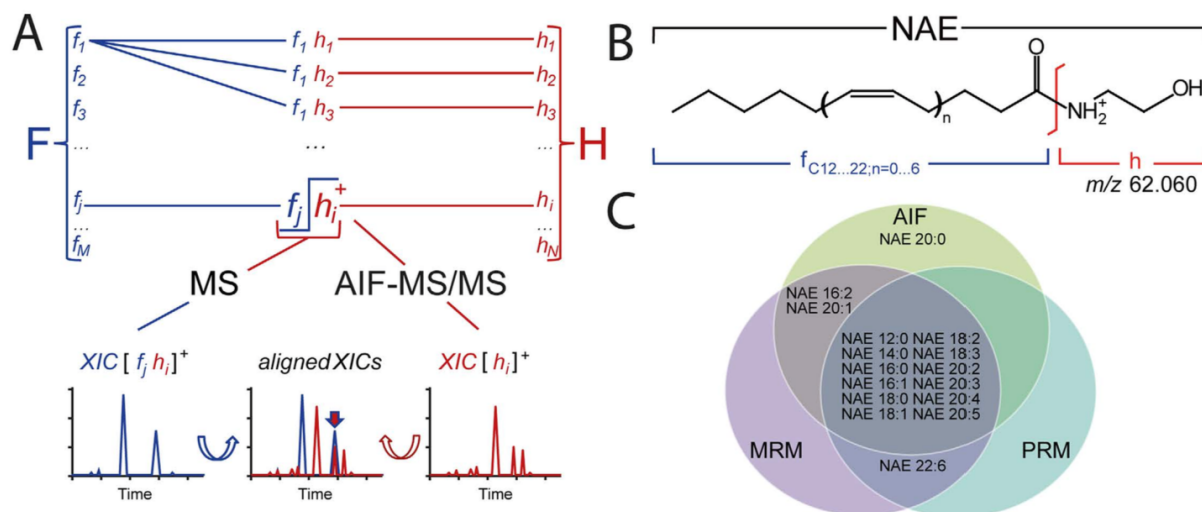 A
f₁ f₁ h₁ h₁
f₂ f₁ h₂ h₂
f₃ f₁ h₃ h₃
F ... ... ... H
fⱼ fⱼ hᵢ⁺ hᵢ
... ...
f_M h_N
MS AIF-MS/MS
XIC [ fⱼ hᵢ]⁺ aligned XICs XIC [ hᵢ]⁺
Time Time Time
B
NAE
O
OH
NH₂⁺
( )n
f_C12...22;n=0...6 h
m/z 62.060
C
AIF
NAE 20:0
NAE 16:2
NAE 20:1
NAE 12:0 NAE 18:2
NAE 14:0 NAE 18:3
NAE 16:0 NAE 20:2
NAE 16:1 NAE 20:3
NAE 18:0 NAE 20:4
NAE 18:1 NAE 20:5
MRM PRM
NAE 22:6